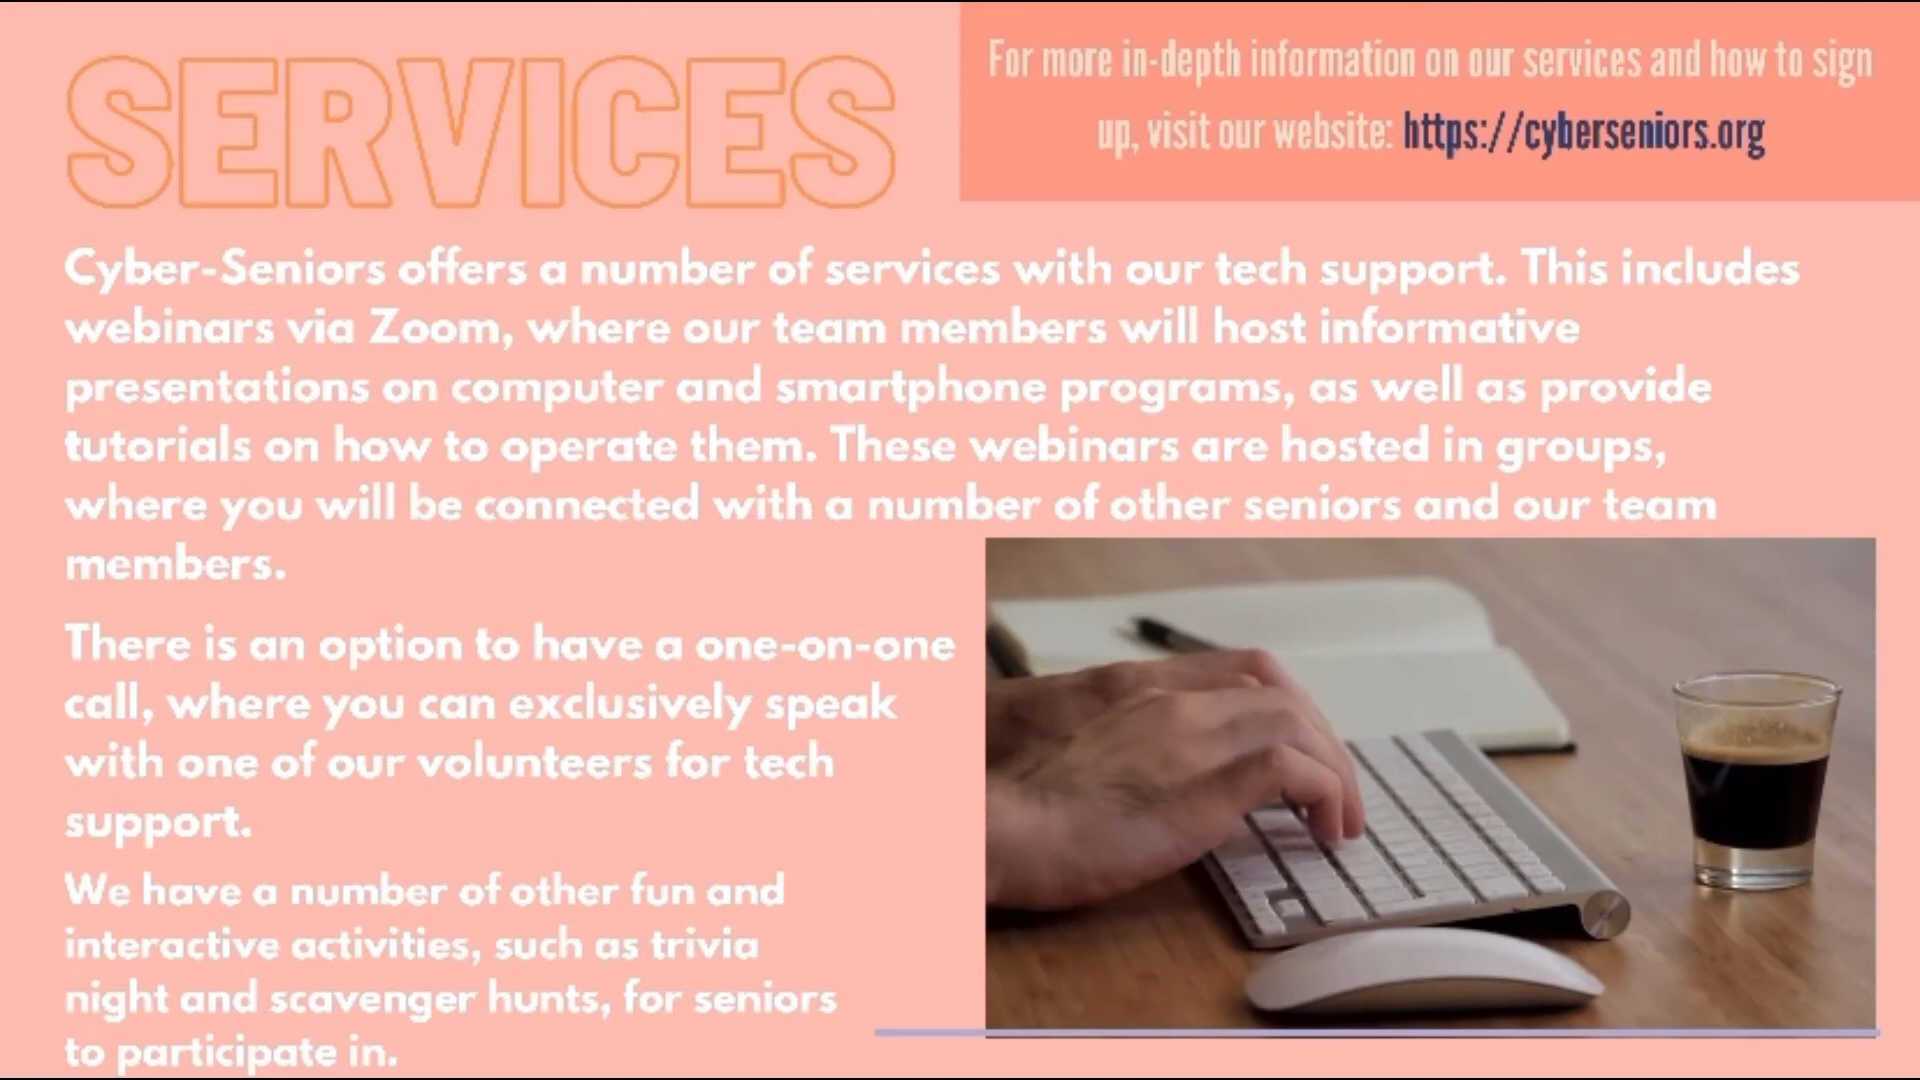 SERVICES
For more in-depth information on our services and how to sign
up, visit our website: https://cyberseniors.org
Cyber-Seniors offers a number of services with our tech support. This includes
webinars via Zoom, where our team members will host informative
presentations on computer and smartphone programs, as well as provide
tutorials on how to operate them. These webinars are hosted in groups,
where you will be connected with a number of other seniors and our team
members.
There is an option to have a one-on-one
call, where you can exclusively speak
with one of our volunteers for tech
support.
We have a number of other fun and
interactive activities, such as trivia
night and scavenger hunts, for seniors
to participate in.